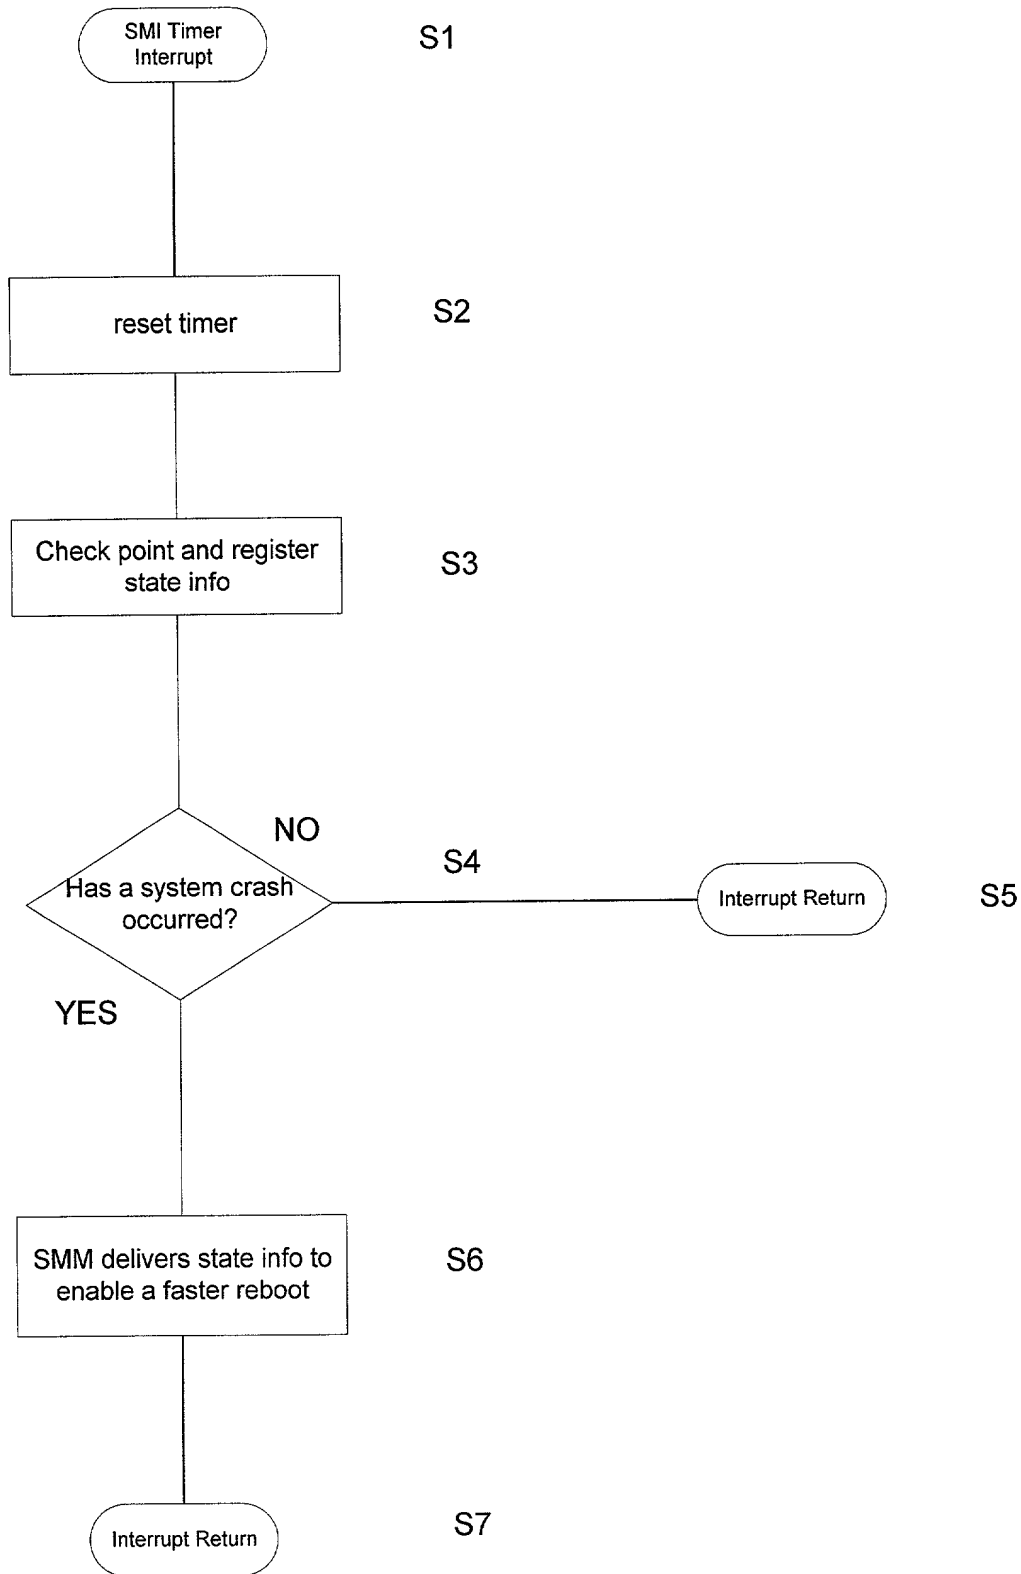 SMI Timer
Interrupt
S1
reset timer
S2
Check point and register
state info
S3
NO
Has a system crash
occurred?
S4
Interrupt Return
S5
YES
SMM delivers state info to
enable a faster reboot
S6
Interrupt Return
S7